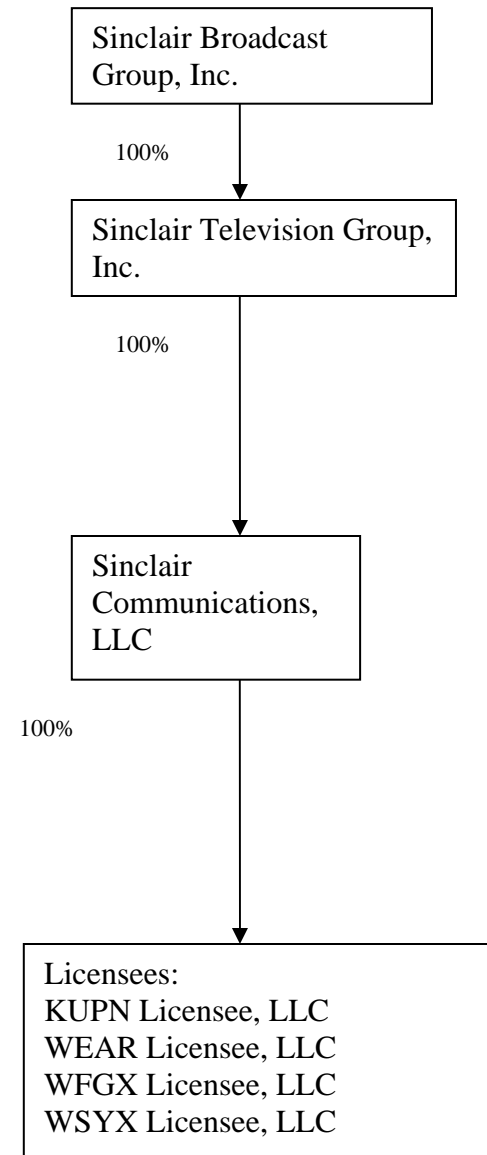 Sinclair Broadcast
Group, Inc.
100%
Sinclair Television Group,
Inc.
100%
Sinclair
Communications,
LLC
100%
Licensees:
KUPN Licensee, LLC
WEAR Licensee, LLC
WFGX Licensee, LLC
WSYX Licensee, LLC